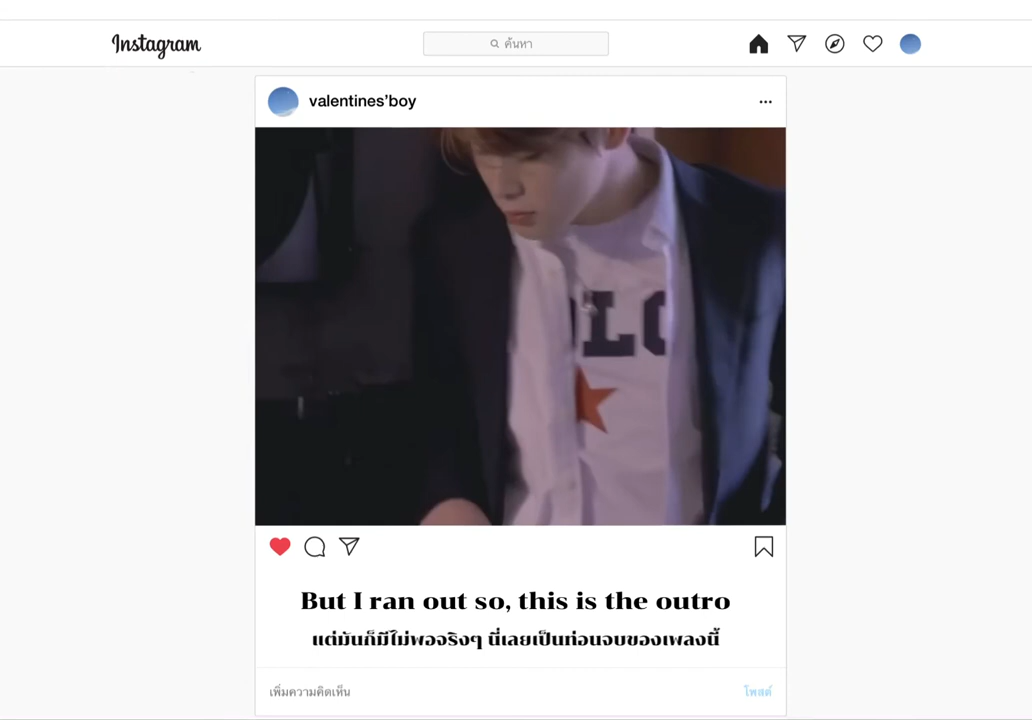 Instagram
ค้นหา
valentines'boy
But I ran out so, this is the outro
แต่มันก็มีไม่พอจริงๆ นี่เลยเป็นท่อนจบของเพลงนี้
เพิ่มความคิดเห็น
โพสต์